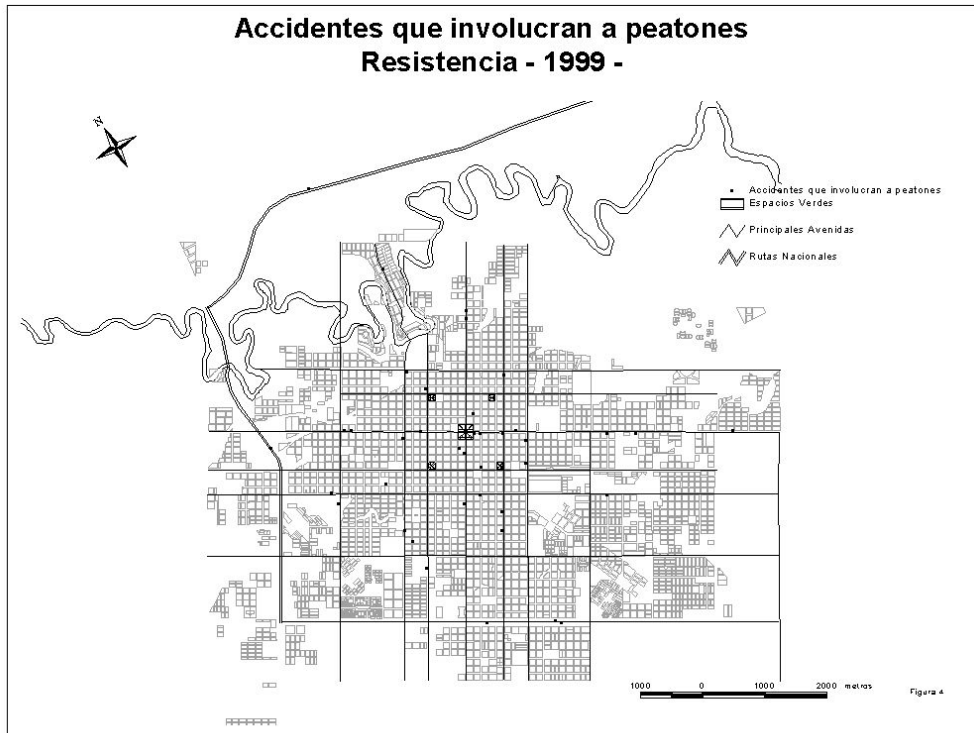 Accidentes que involucran a peatones
Resistencia - 1999 -
N
Accidentes que involucran a peatones
Espacios Verdes
Principales Avenidas
Rutas Nacionales
1000 0 1000 2000 metros
Figura 4